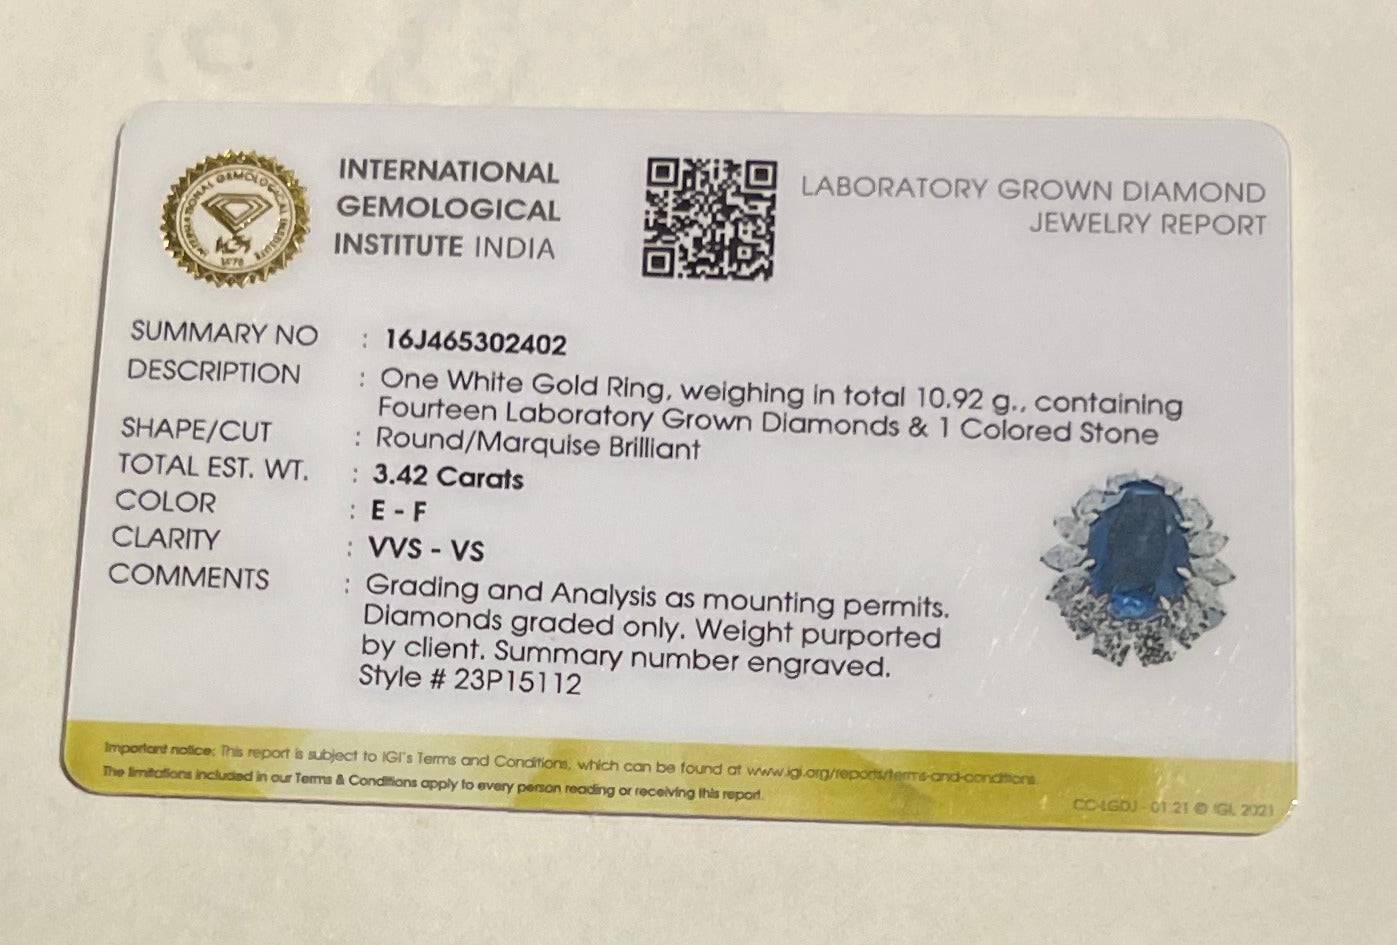 INTERNATIONAL
GEMOLOGICAL
INSTITUTE INDIA
LABORATORY GROWN DIAMOND
JEWELRY REPORT
SUMMARY NO : 16J465302402
DESCRIPTION : One White Gold Ring, weighing in total 10.92 g., containing
Fourteen Laboratory Grown Diamonds & 1 Colored Stone
SHAPE/CUT : Round/Marquise Brilliant
TOTAL EST. WT. : 3.42 Carats
COLOR : E - F
CLARITY : VVS - VS
COMMENTS : Grading and Analysis as mounting permits.
Diamonds graded only. Weight purported
by client. Summary number engraved.
Style # 23P15112
Important notice: This report is subject to IGI's Terms and Conditions, which can be found at www.igi.org/reports/terms-and-conditions.
The limitations included in our Terms & Conditions apply to every person reading or receiving this report.
CC-LGDJ - 01.21 © IGI, 2021